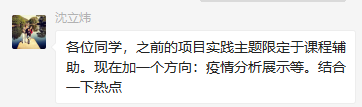 沈立炜
各位同学，之前的项目实践主题限定于课程辅
助。现在加一个方向：疫情分析展示等。结合
一下热点